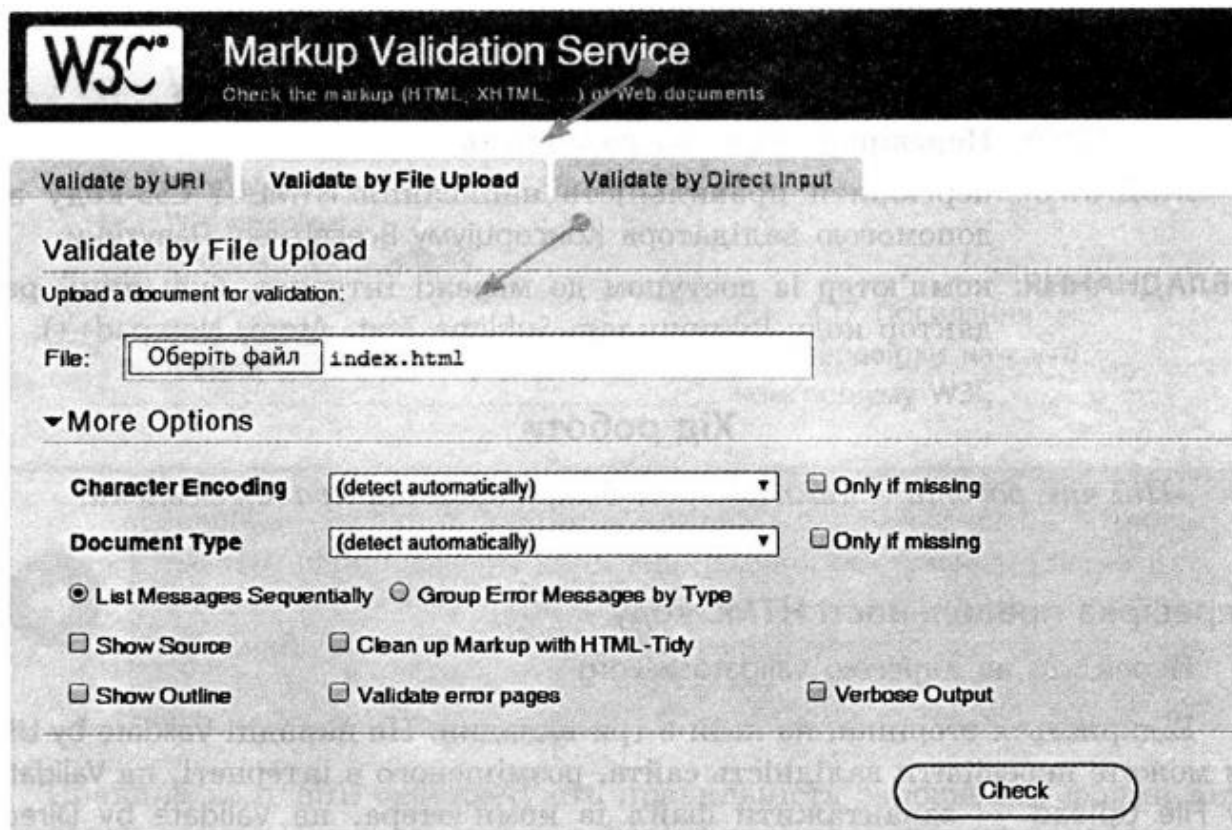 W3C®
Markup Validation Service
Check the markup (HTML, XHTML, ...) of Web documents
Validate by URI Validate by File Upload Validate by Direct Input
Validate by File Upload
Upload a document for validation:
File: Оберіть файл index.html
More Options
Character Encoding (detect automatically) Only if missing
Document Type (detect automatically) Only if missing
List Messages Sequentially Group Error Messages by Type
Show Source Clean up Markup with HTML-Tidy
Show Outline Validate error pages Verbose Output
Check